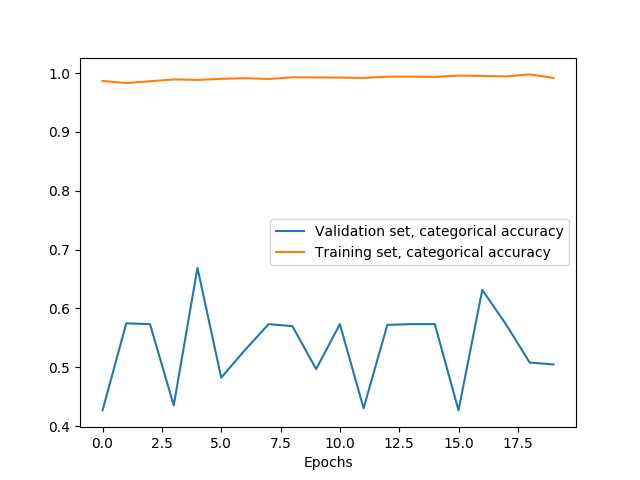 1.0
0.9
0.8
0.7
0.6
0.5
0.4
Validation set, categorical accuracy
Training set, categorical accuracy
0.0 2.5 5.0 7.5 10.0 12.5 15.0 17.5
Epochs